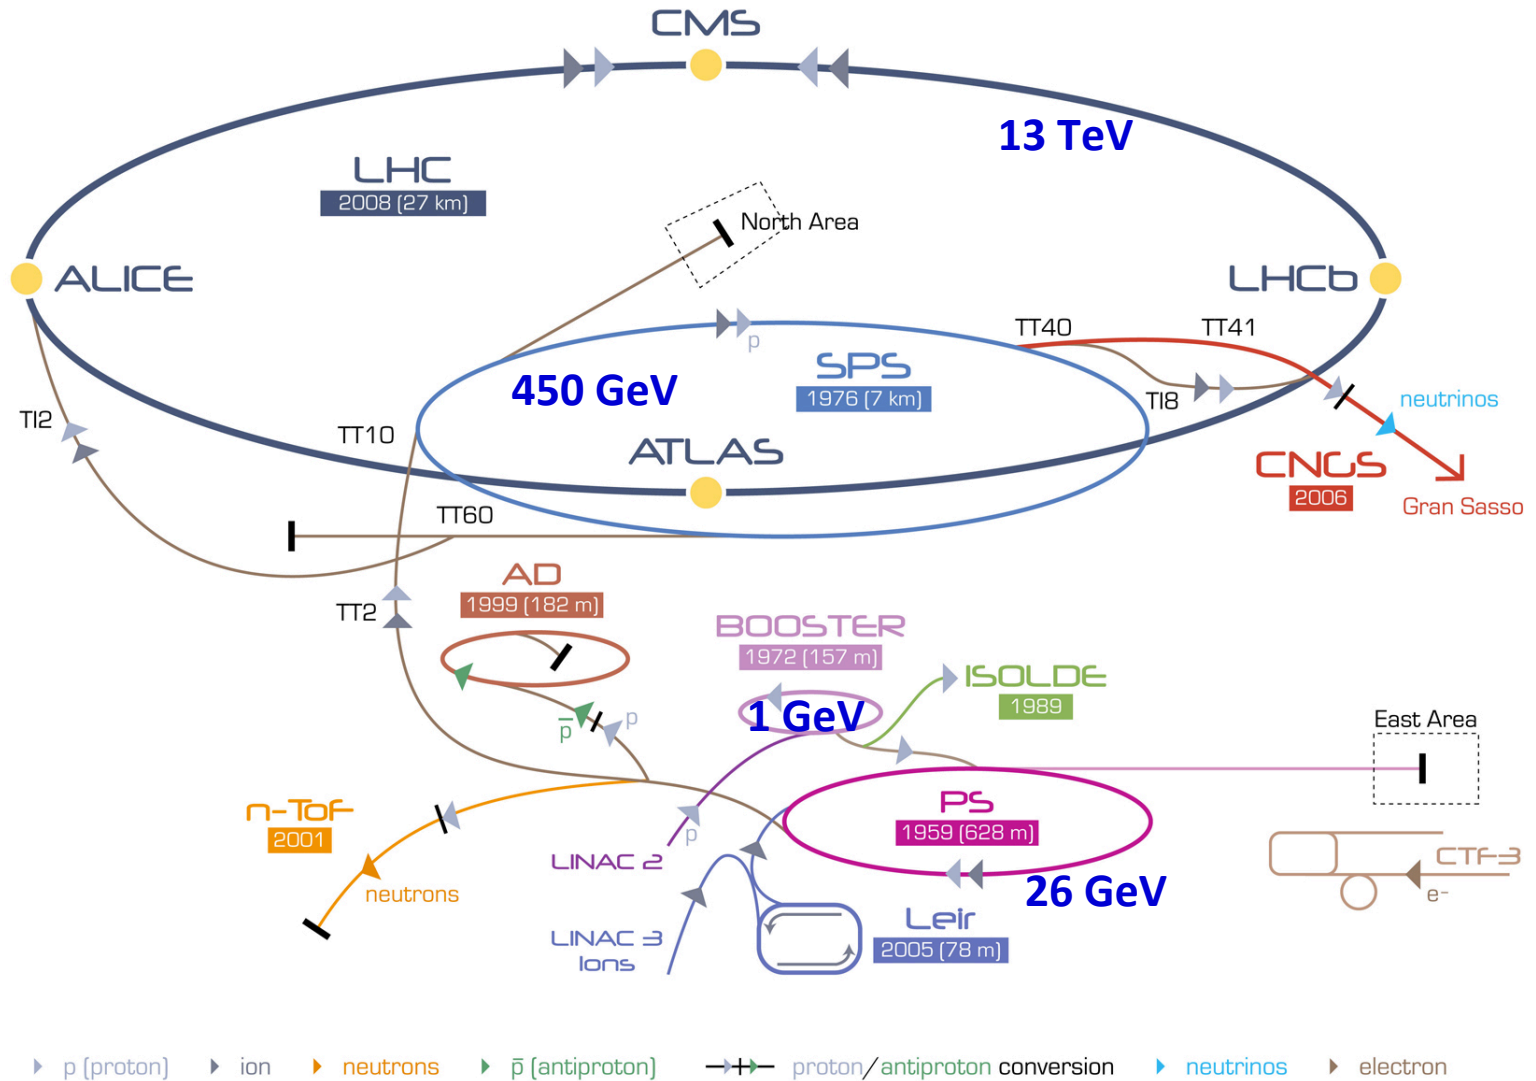 CMS
13 TeV
LHC
2008 (27 km)
North Area
ALICE
LHCb
p
TT40
TT41
SPS
1976 (7 km)
450 GeV
TI8
neutrinos
TI2
TT10
ATLAS
CNGS
2006
Gran Sasso
TT60
AD
1999 (182 m)
TT2
BOOSTER
1972 (157 m)
ISOLDE
1989
1 GeV
p̅
p
East Area
n-ToF
2001
PS
1959 (628 m)
p
LINAC 2
neutrons
CTF-3
e-
26 GeV
LINAC 3
Ions
Leir
2005 (78 m)
p (proton)
ion
neutrons
p̅ (antiproton)
proton/antiproton conversion
neutrinos
electron